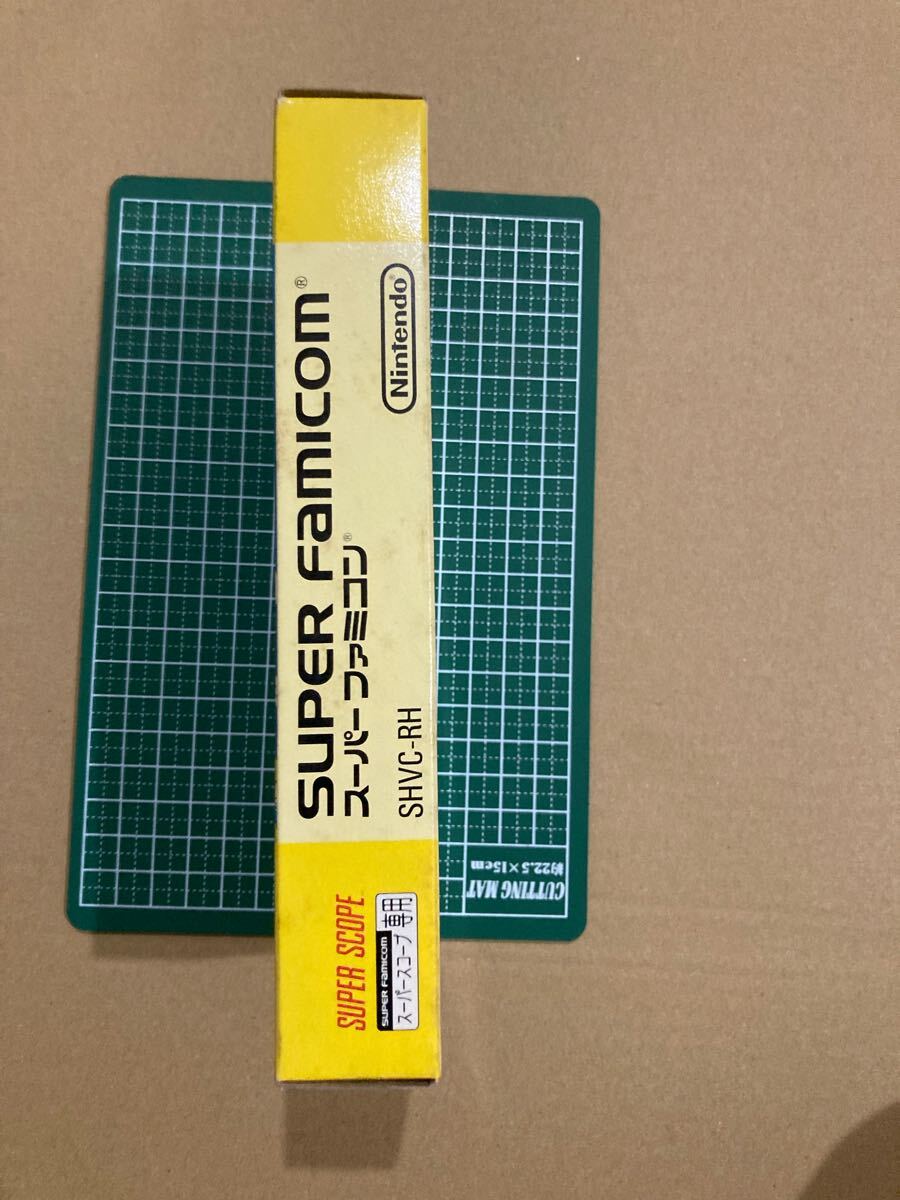 SUPER SCOPE
SUPER FAMICOM
スーパースコープ
専用
SUPER FAMICOM®
スーパーファミコン®
SHVC-RH
Nintendo®
CUTTING MAT
約22.5×15cm